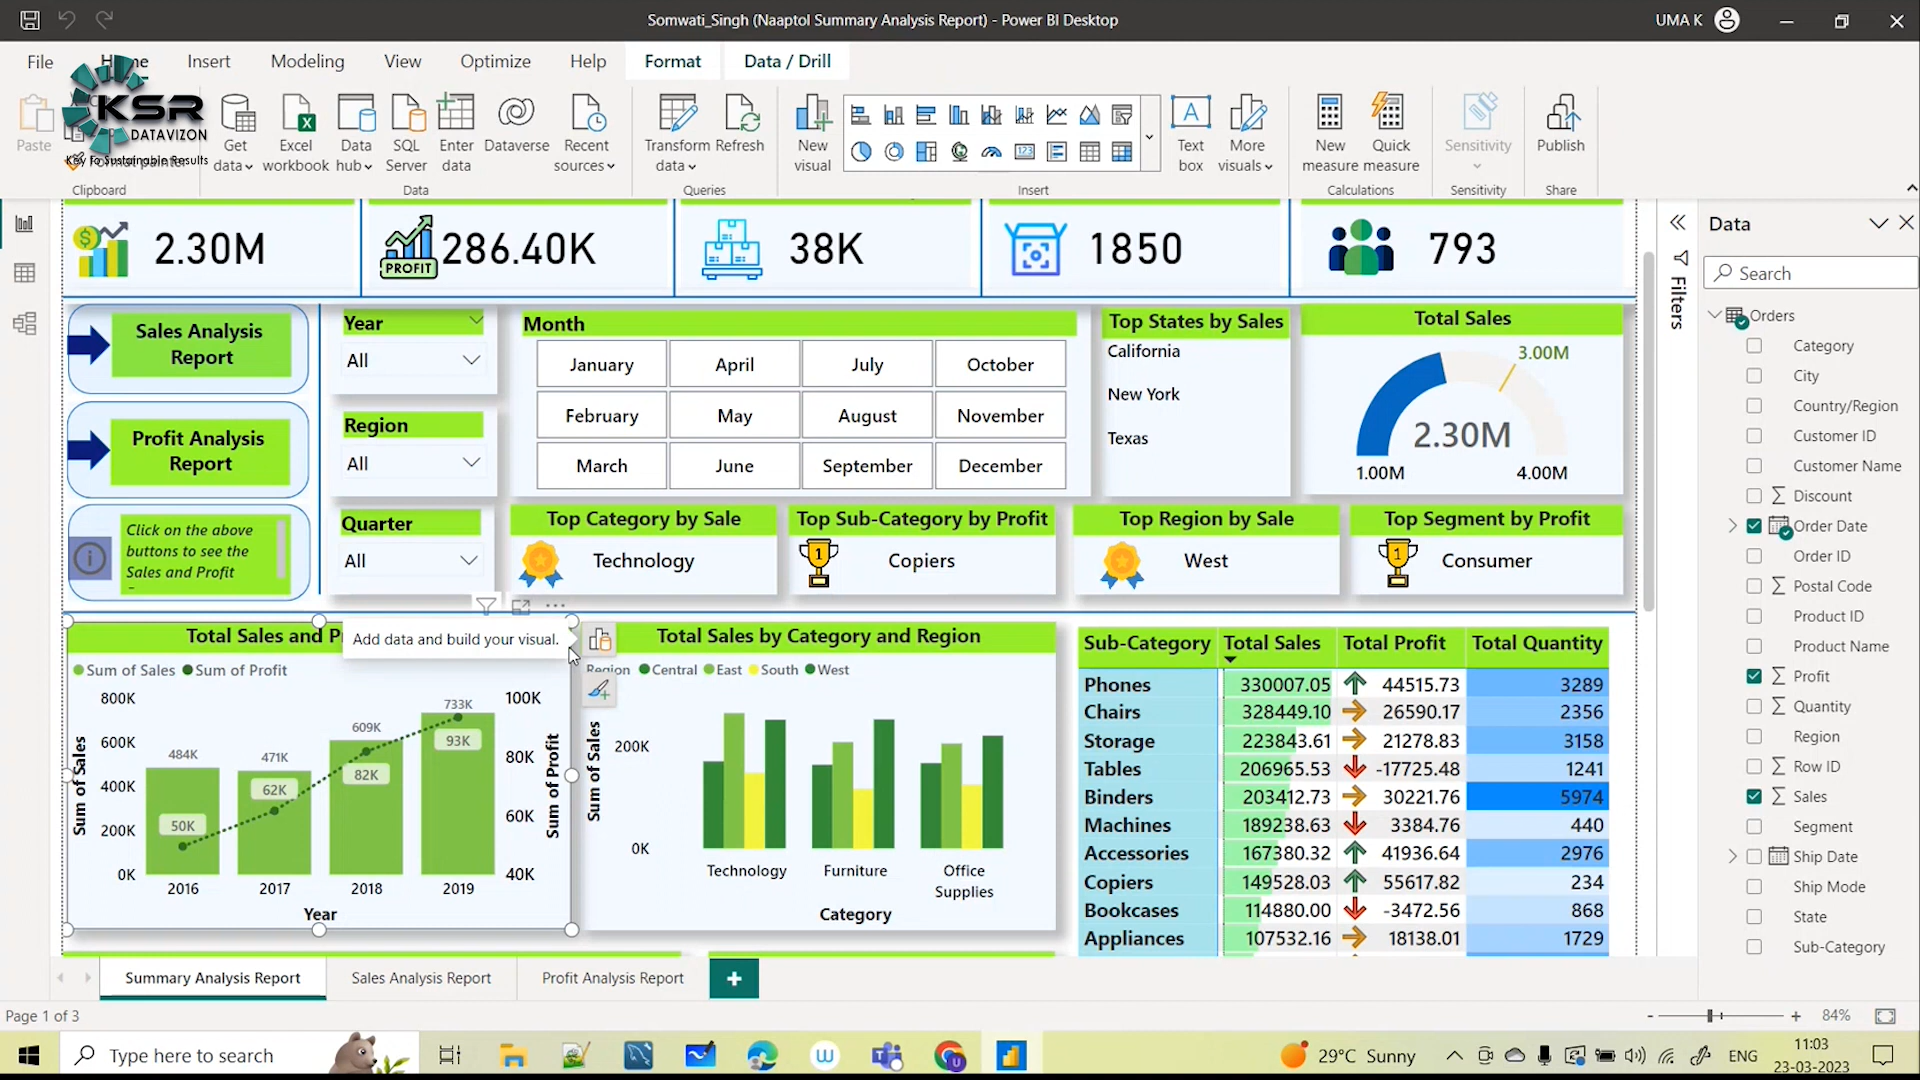 Somwati_Singh (Naaptol Summary Analysis Report) - Power BI Desktop
UMA K
File
Home
Insert
Modeling
View
Optimize
Help
Format
Data / Drill
KSR
DATAVIZON
Key to Sustainable Results
Paste
Format painter
Get data
Excel workbook
Data hub
SQL Server
Enter data
Dataverse
Recent sources
Transform data
Refresh
New visual
Text box
More visuals
New measure
Quick measure
Sensitivity
Publish
Clipboard
Data
Queries
Insert
Calculations
Sensitivity
Share
2.30M
PROFIT
286.40K
38K
1850
793
Sales Analysis
Report
Profit Analysis
Report
Click on the above
buttons to see the
Sales and Profit
Year
All
Region
All
Quarter
All
Month
January April July October
February May August November
March June September December
Top States by Sales
California
New York
Texas
Total Sales
3.00M
2.30M
1.00M 4.00M
Top Category by Sale
Technology
Top Sub-Category by Profit
1 Copiers
Top Region by Sale
West
Top Segment by Profit
1 Consumer
Total Sales and Pr
Add data and build your visual.
Sum of Sales Sum of Profit
800K
600K
400K
200K
0K
Sum of Sales
484K
471K
609K
733K
50K
62K
82K
93K
100K
80K
60K
40K
Sum of Profit
2016 2017 2018 2019
Year
Total Sales by Category and Region
Region Central East South West
Sum of Sales
200K
0K
Technology Furniture Office Supplies
Category
Sub-Category Total Sales Total Profit Total Quantity
Phones 330007.05 44515.73 3289
Chairs 328449.10 26590.17 2356
Storage 223843.61 21278.83 3158
Tables 206965.53 -17725.48 1241
Binders 203412.73 30221.76 5974
Machines 189238.63 3384.76 440
Accessories 167380.32 41936.64 2976
Copiers 149528.03 55617.82 234
Bookcases 114880.00 -3472.56 868
Appliances 107532.16 18138.01 1729
Filters
Data
Search
Orders
Category
City
Country/Region
Customer ID
Customer Name
Discount
Order Date
Order ID
Postal Code
Product ID
Product Name
Profit
Quantity
Region
Row ID
Sales
Segment
Ship Date
Ship Mode
State
Sub-Category
Summary Analysis Report
Sales Analysis Report
Profit Analysis Report
Page 1 of 3
84%
Type here to search
29°C Sunny
ENG
11:03
23-03-2023